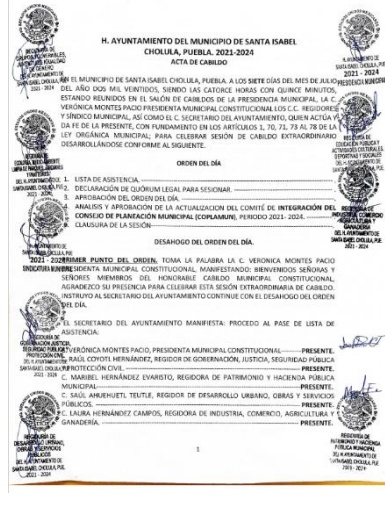 H. AYUNTAMIENTO DEL MUNICIPIO DE SANTA ISABEL
CHOLULA, PUEBLA. 2021-2024
ACTA DE CABILDO
EN EL MUNICIPIO DE SANTA ISABEL CHOLULA, PUEBLA. A LOS SIETE DÍAS DEL MES DE JULIO
DEL AÑO DOS MIL VEINTIDOS, SIENDO LAS CATORCE HORAS CON QUINCE MINUTOS,
ESTANDO REUNIDOS EN EL SALÓN DE CABILDOS DE LA PRESIDENCIA MUNICIPAL, LA C.
VERÓNICA MONTES PACIO PRESIDENTA MUNICIPAL CONSTITUCIONAL LOS C.C. REGIDORES
Y SÍNDICO MUNICIPAL, ASÍ COMO EL C. SECRETARIO DEL AYUNTAMIENTO, QUIEN ACTÚA Y
DA FE DE LA PRESENTE, CON FUNDAMENTO EN LOS ARTÍCULOS 1, 70, 71, 73 AL 78 DE LA
LEY ORGÁNICA MUNICIPAL; PARA CELEBRAR SESIÓN DE CABILDO EXTRAORDINARIO
DESARROLLÁNDOSE CONFORME AL SIGUIENTE.
ORDEN DEL DÍA
1. LISTA DE ASISTENCIA.
2. DECLARACIÓN DE QUÓRUM LEGAL PARA SESIONAR.
3. APROBACIÓN DEL ORDEN DEL DÍA.
4. ANALISIS Y APROBACIÓN DE LA ACTUALIZACION DEL COMITÉ DE INTEGRACIÓN DEL
CONSEJO DE PLANEACIÓN MUNICIPAL (COPLAMUN), PERIODO 2021- 2024.
CLAUSURA DE LA SESIÓN
DESAHOGO DEL ORDEN DEL DÍA.
PRIMER PUNTO DEL ORDEN. TOMA LA PALABRA LA C. VERONICA MONTES PACIO
PRESIDENTA MUNICIPAL CONSTITUCIONAL, MANIFESTANDO: BIENVENIDOS SEÑORAS Y
SEÑORES MIEMBROS DEL HONORABLE CABILDO MUNICIPAL CONSTITUCIONAL,
AGRADEZCO SU PRESENCIA PARA CELEBRAR ESTA SESIÓN EXTRAORDINARIA DE CABILDO.
INSTRUYO AL SECRETARIO DEL AYUNTAMIENTO CONTINUE CON EL DESAHOGO DEL ORDEN
DEL DÍA.
EL SECRETARIO DEL AYUNTAMIENTO MANIFIESTA: PROCEDO AL PASE DE LISTA DE
ASISTENCIA:
VERÓNICA MONTES PACIO, PRESIDENTA MUNICIPAL CONSTITUCIONAL PRESENTE.
RAÚL COYOTL HERNÁNDEZ, REGIDOR DE GOBERNACIÓN, JUSTICIA, SEGURIDAD PUBLICA Y
PROTECCIÓN CIVIL. PRESENTE.
C. MARIBEL HERNÁNDEZ EVARISTO, REGIDORA DE PATRIMONIO Y HACIENDA PÚBLICA
MUNICIPAL PRESENTE.
C. SAÚL AHUEHUETL TEUTLE, REGIDOR DE DESARROLLO URBANO, OBRAS Y SERVICIOS
PÚBLICOS. PRESENTE.
C. LAURA HERNÁNDEZ CAMPOS, REGIDORA DE INDUSTRIA, COMERCIO, AGRICULTURA Y
GANADERÍA. PRESENTE.
1